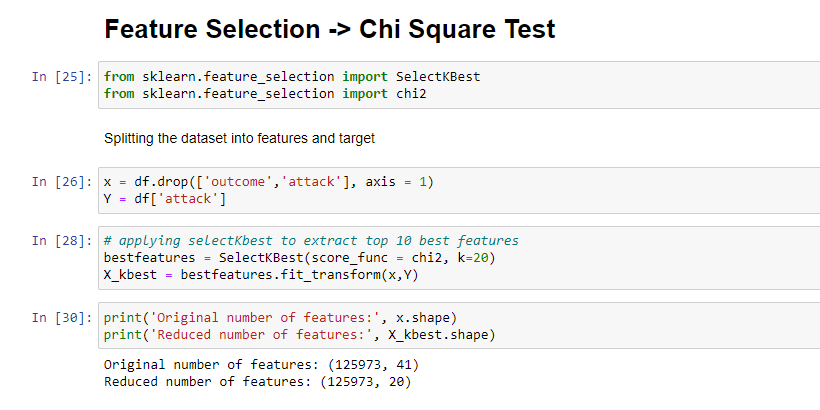 Feature Selection -> Chi Square Test
In [25]: from sklearn.feature_selection import SelectKBest
from sklearn.feature_selection import chi2
Splitting the dataset into features and target
In [26]: x = df.drop(['outcome','attack'], axis = 1)
Y = df['attack']
In [28]: # applying selectKbest to extract top 10 best features
bestfeatures = SelectKBest(score_func = chi2, k=20)
X_kbest = bestfeatures.fit_transform(x,Y)
In [30]: print('Original number of features:', x.shape)
print('Reduced number of features:', X_kbest.shape)
Original number of features: (125973, 41)
Reduced number of features: (125973, 20)